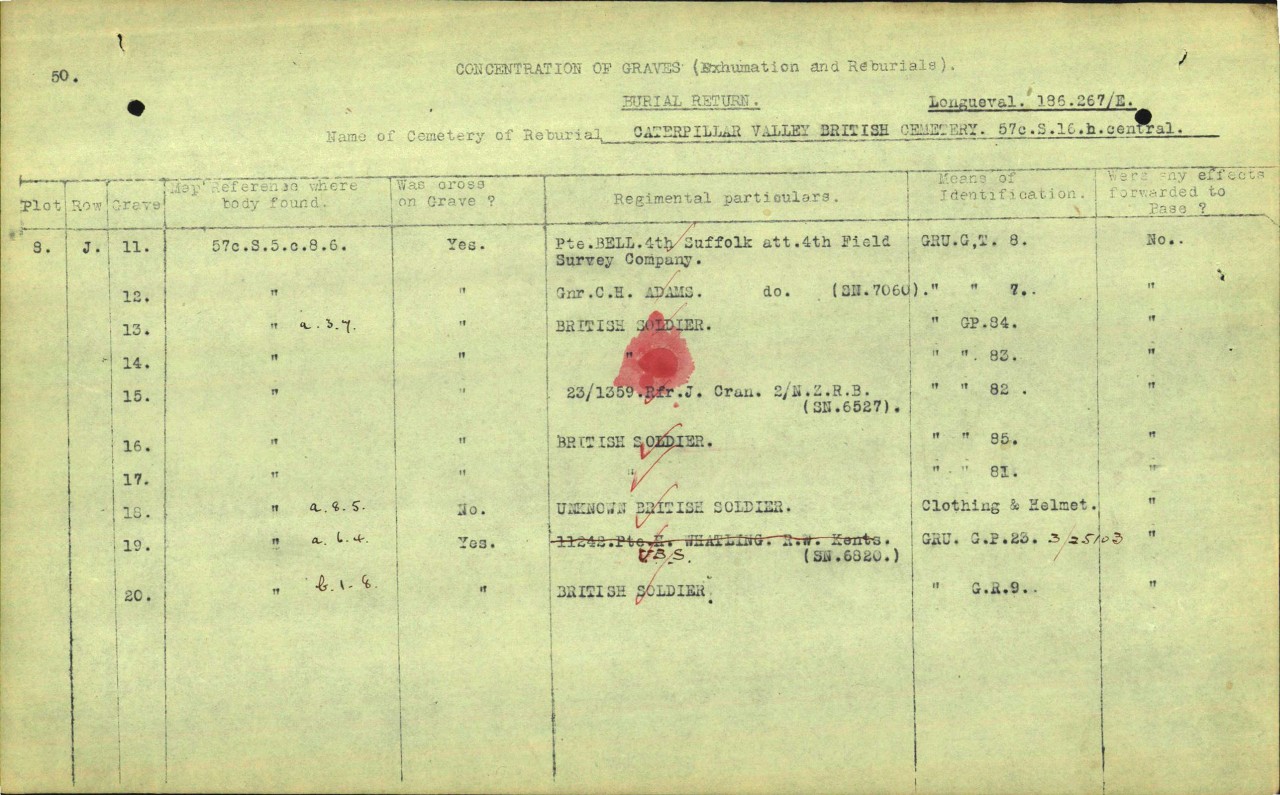 50.
CONCENTRATION OF GRAVES (Exhumation and Reburials).
BURIAL RETURN. Longueval. 186.267/E.
Name of Cemetery of Reburial CATERPILLAR VALLEY BRITISH CEMETERY. 57c.S.16.h.central.
Plot Row Grave Map Reference where body found. Was cross on Grave ? Regimental particulars. Means of Identification. Were any effects forwarded to Base ?
8. J. 11. 57c.S.5.c.8.6. Yes. Pte.BELL.4th Suffolk att.4th Field GRU.G,T. 8. No..
Survey Company.
12. " " Gnr.C.H. ADAMS. do. (SN.7060)." " 7.. "
13. " a.3.7. " BRITISH SOLDIER. " GP.84. "
14. " " " " ". 83. "
15. " " 23/1359.Rfr.J. Cran. 2/N.Z.R.B. " " 82 . "
(SN.6527).
16. " " BRITISH SOLDIER. " " 85. "
17. " " " " " 81. "
18. " a.8.5. No. UNKNOWN BRITISH SOLDIER. Clothing & Helmet. "
19. " a.6.4. Yes. 11242.Pte.H. WHATLING. R.W. Kents. GRU. G.P.23. 3/25103 "
U.B.S. (SN.6820.)
20. " b.1.8. " BRITISH SOLDIER. " G.R.9.. "